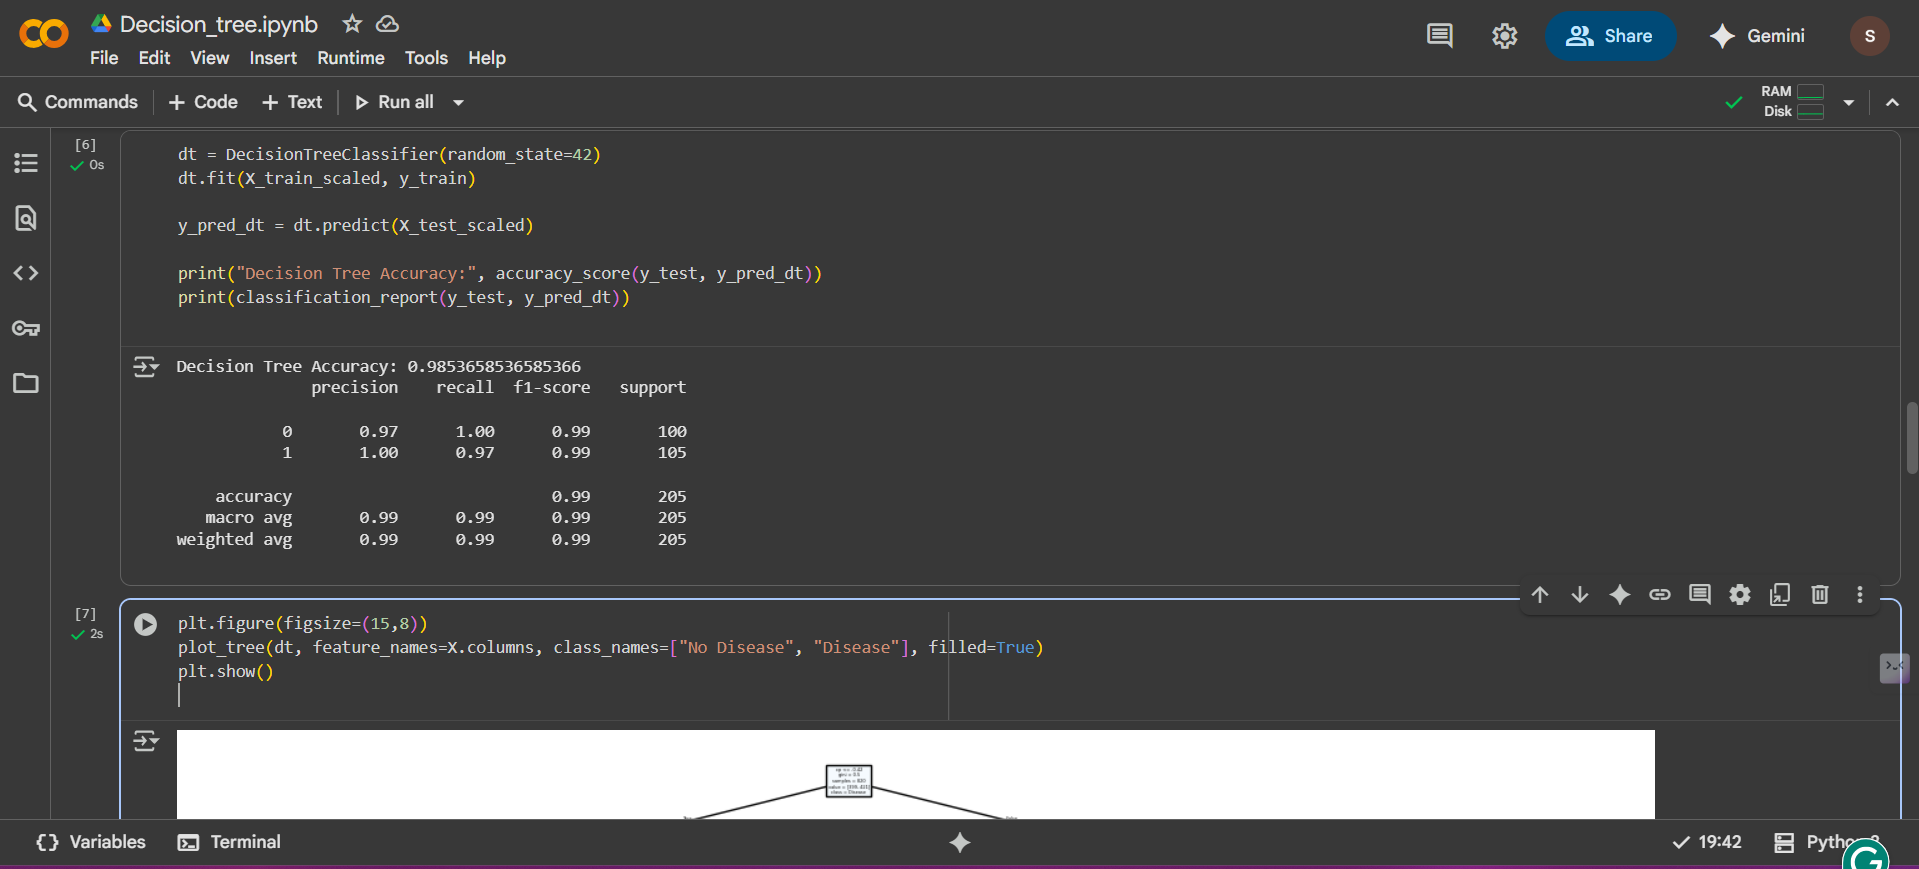 Decision_tree.ipynb
File Edit View Insert Runtime Tools Help
Share
Gemini
S
Commands + Code + Text Run all
RAM
Disk
[6]
0s
dt = DecisionTreeClassifier(random_state=42)
dt.fit(X_train_scaled, y_train)
y_pred_dt = dt.predict(X_test_scaled)
print("Decision Tree Accuracy:", accuracy_score(y_test, y_pred_dt))
print(classification_report(y_test, y_pred_dt))
Decision Tree Accuracy: 0.9853658536585366
precision recall f1-score support
0 0.97 1.00 0.99 100
1 1.00 0.97 0.99 105
accuracy 0.99 205
macro avg 0.99 0.99 0.99 205
weighted avg 0.99 0.99 0.99 205
[7]
2s
plt.figure(figsize=(15,8))
plot_tree(dt, feature_names=X.columns, class_names=["No Disease", "Disease"], filled=True)
plt.show()
class = Disease
Variables Terminal
19:42